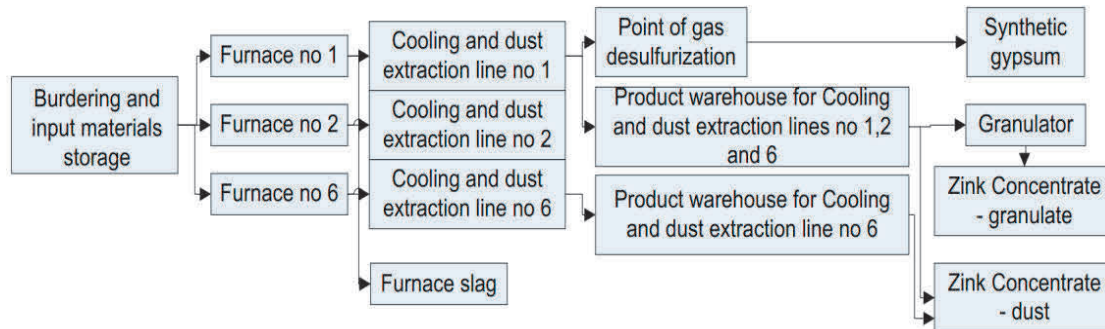 Burdering and
input materials
storage
Furnace no 1
Furnace no 2
Furnace no 6
Cooling and dust
extraction line no 1
Cooling and dust
extraction line no 2
Cooling and dust
extraction line no 6
Furnace slag
Point of gas
desulfurization
Product warehouse for Cooling
and dust extraction lines no 1,2
and 6
Product warehouse for Cooling
and dust extraction line no 6
Synthetic
gypsum
Granulator
Zink Concentrate
- granulate
Zink Concentrate
- dust